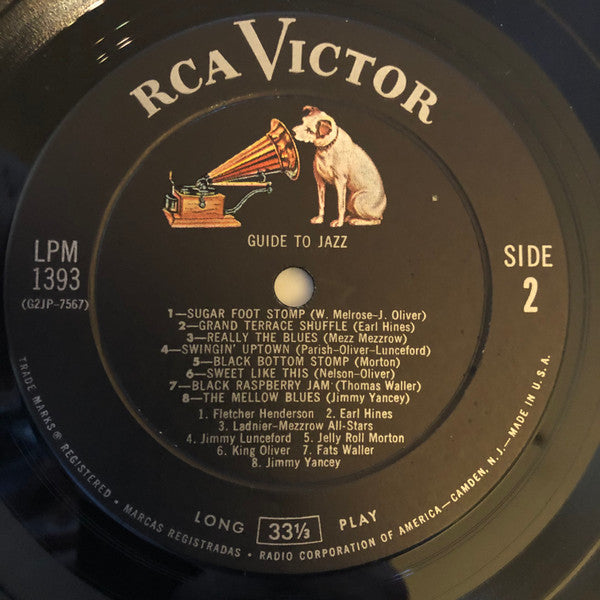 RCA VICTOR
GUIDE TO JAZZ
LPM
1393
(G2JP-7567)
SIDE
2
1—SUGAR FOOT STOMP (W. Melrose-J. Oliver)
2—GRAND TERRACE SHUFFLE (Earl Hines)
3—REALLY THE BLUES (Mezz Mezzrow)
4—SWINGIN' UPTOWN (Parish-Oliver-Lunceford)
5—BLACK BOTTOM STOMP (Morton)
6—SWEET LIKE THIS (Nelson-Oliver)
7—BLACK RASPBERRY JAM (Thomas Waller)
8—THE MELLOW BLUES (Jimmy Yancey)
1. Fletcher Henderson 2. Earl Hines
3. Ladnier-Mezzrow All-Stars
4. Jimmy Lunceford 5. Jelly Roll Morton
6. King Oliver 7. Fats Waller
8. Jimmy Yancey
LONG 33⅓ PLAY
TRADE MARKS ® REGISTERED • MARCAS REGISTRADAS • RADIO CORPORATION OF AMERICA—CAMDEN, N. J.—MADE IN U.S.A.